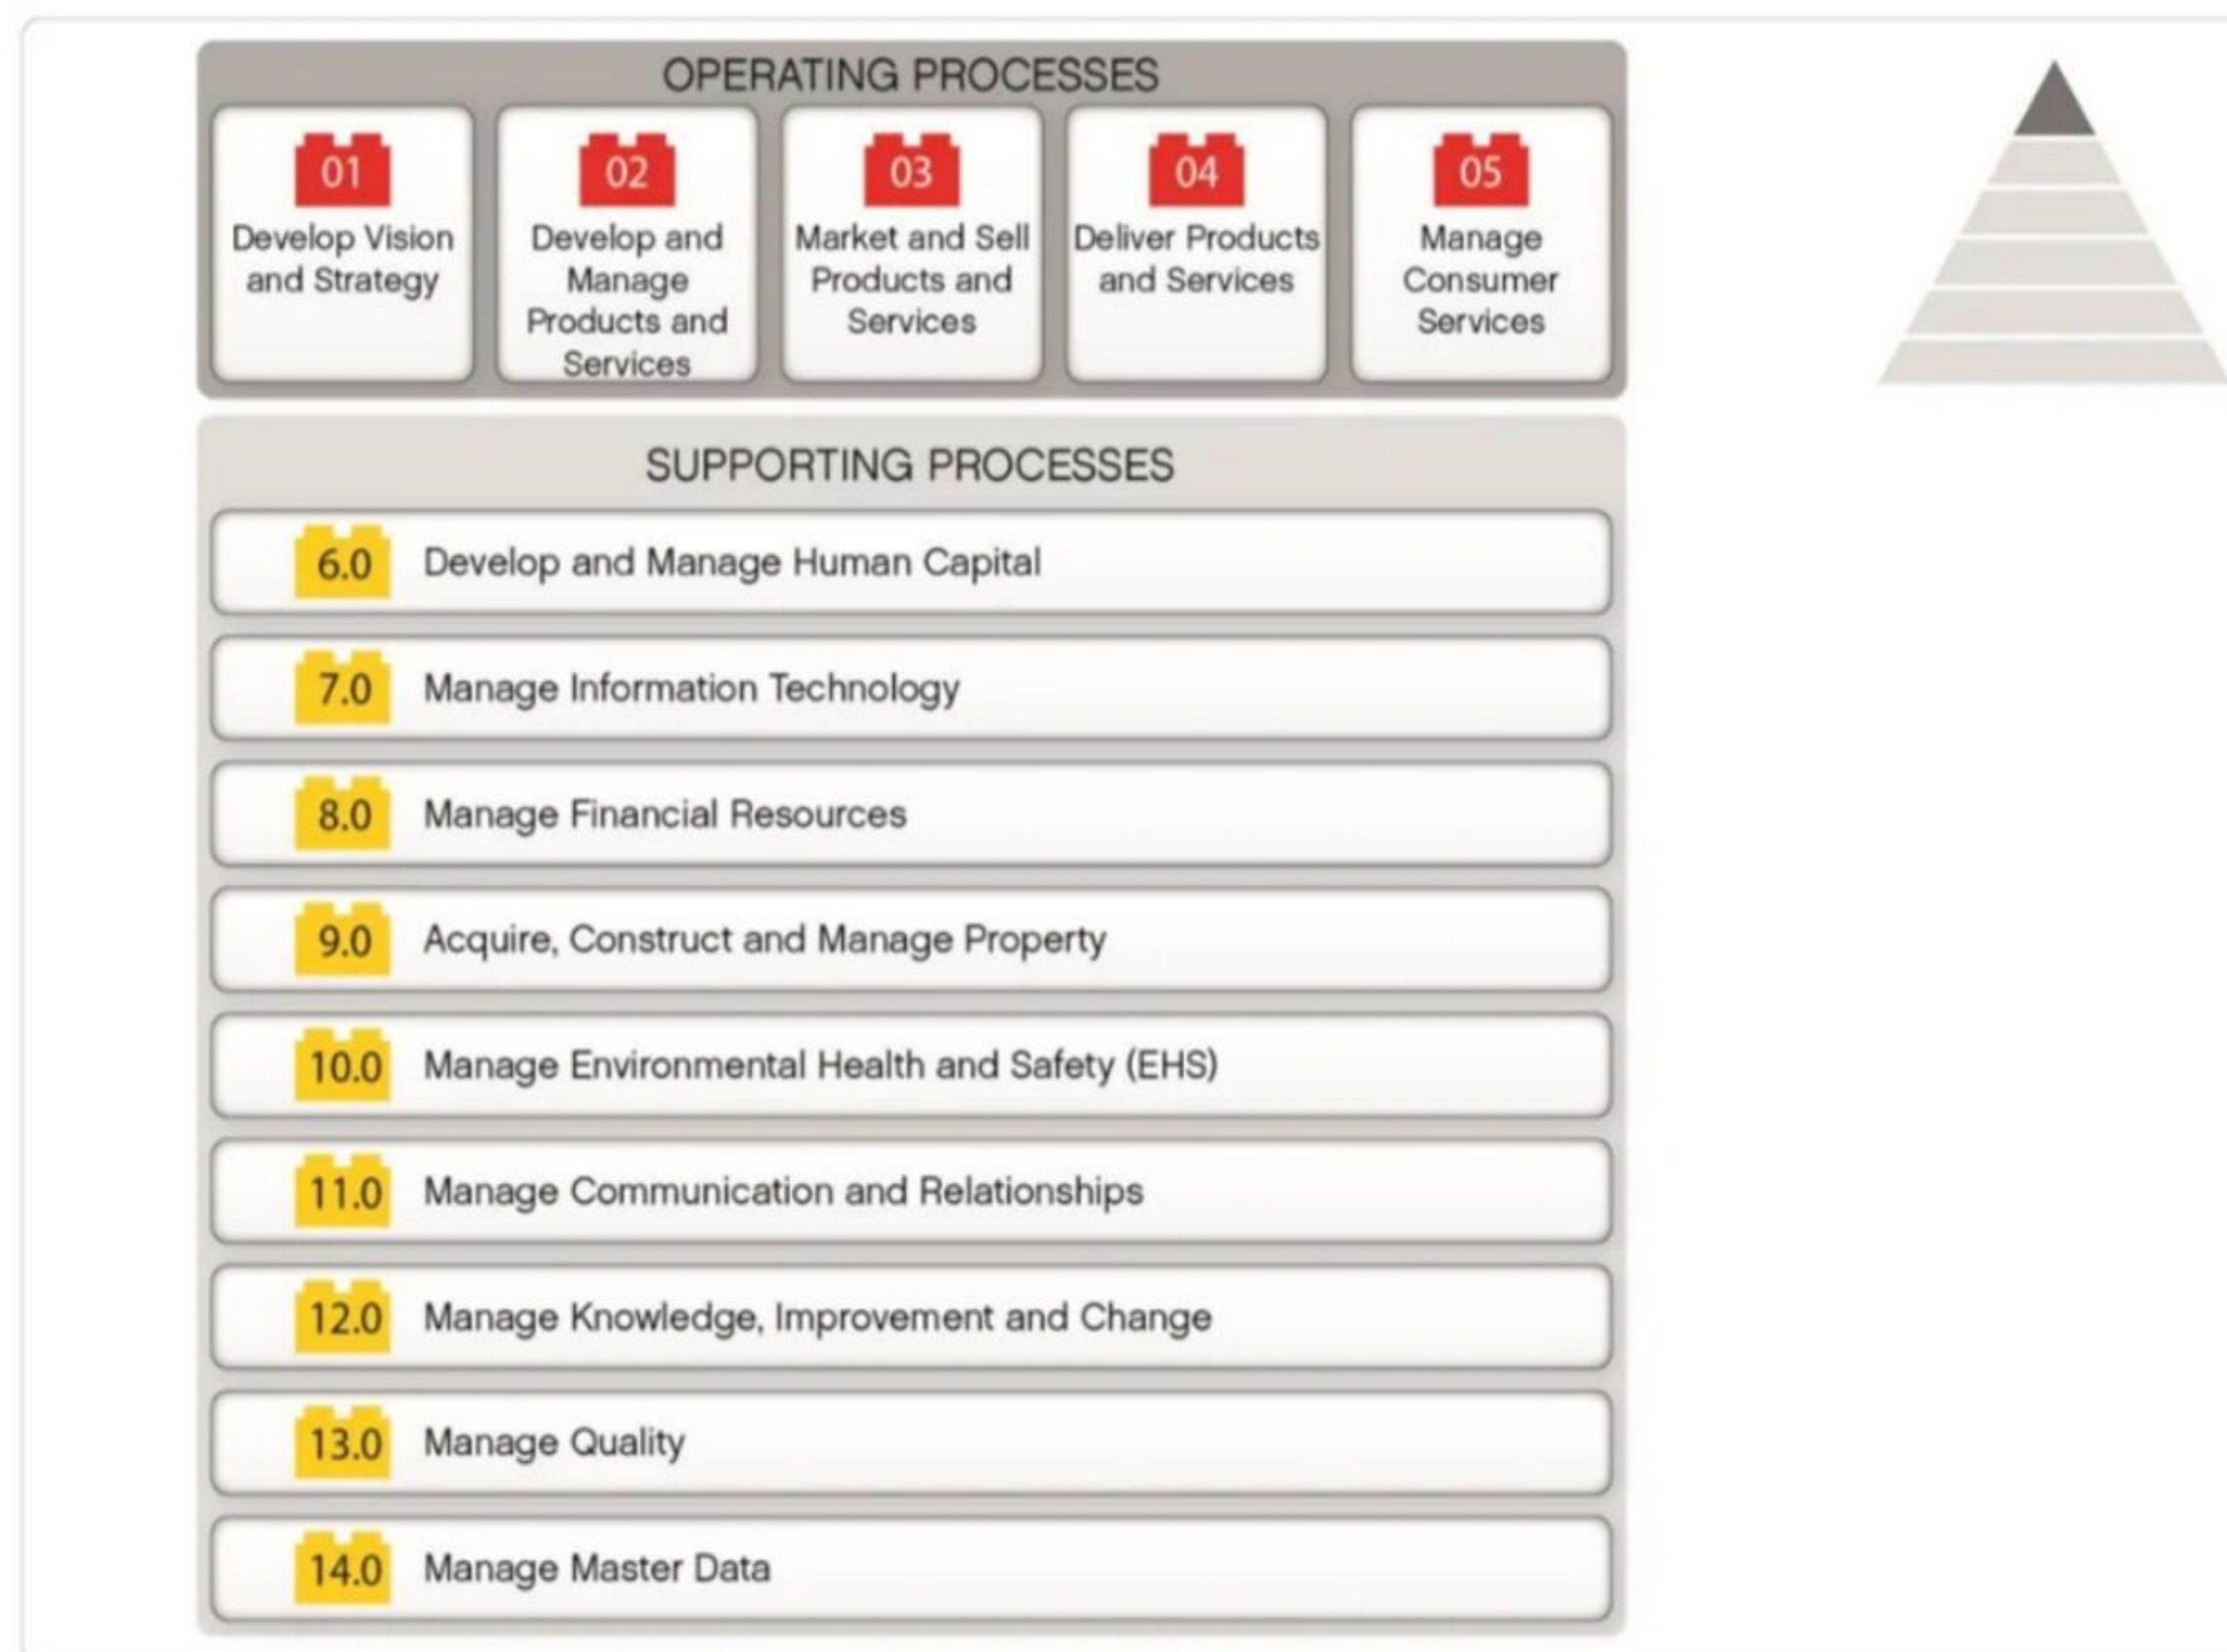 OPERATING PROCESSES
01
Develop Vision
and Strategy
02
Develop and
Manage
Products and
Services
03
Market and Sell
Products and
Services
04
Deliver Products
and Services
05
Manage
Consumer
Services
SUPPORTING PROCESSES
6.0 Develop and Manage Human Capital
7.0 Manage Information Technology
8.0 Manage Financial Resources
9.0 Acquire, Construct and Manage Property
10.0 Manage Environmental Health and Safety (EHS)
11.0 Manage Communication and Relationships
12.0 Manage Knowledge, Improvement and Change
13.0 Manage Quality
14.0 Manage Master Data